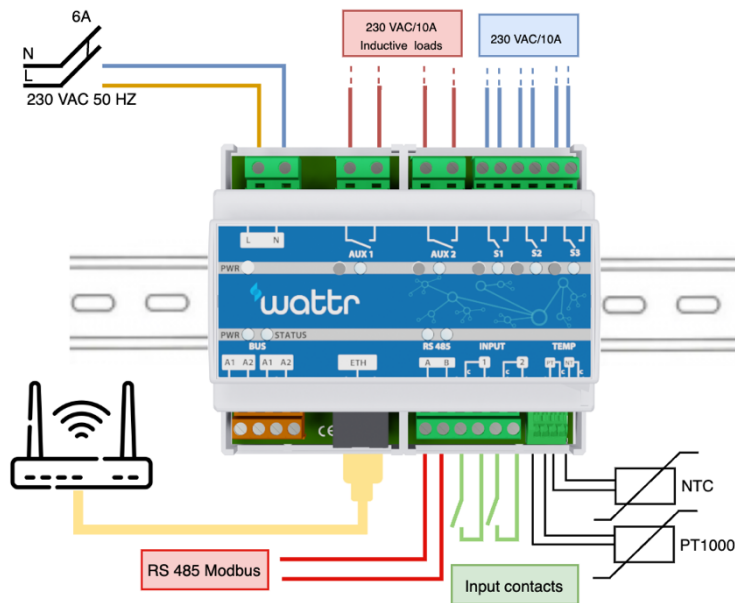 6A
N
L
230 VAC 50 HZ
230 VAC/10A
Inductive loads
230 VAC/10A
L N
AUX 1
AUX 2
S1
S2
S3
PWR
wattr
PWR
STATUS
BUS
RS 485
INPUT
TEMP
A1 A2 A1 A2
ETH
A B
C 1 C 2
C C
CE
NTC
PT1000
RS 485 Modbus
Input contacts